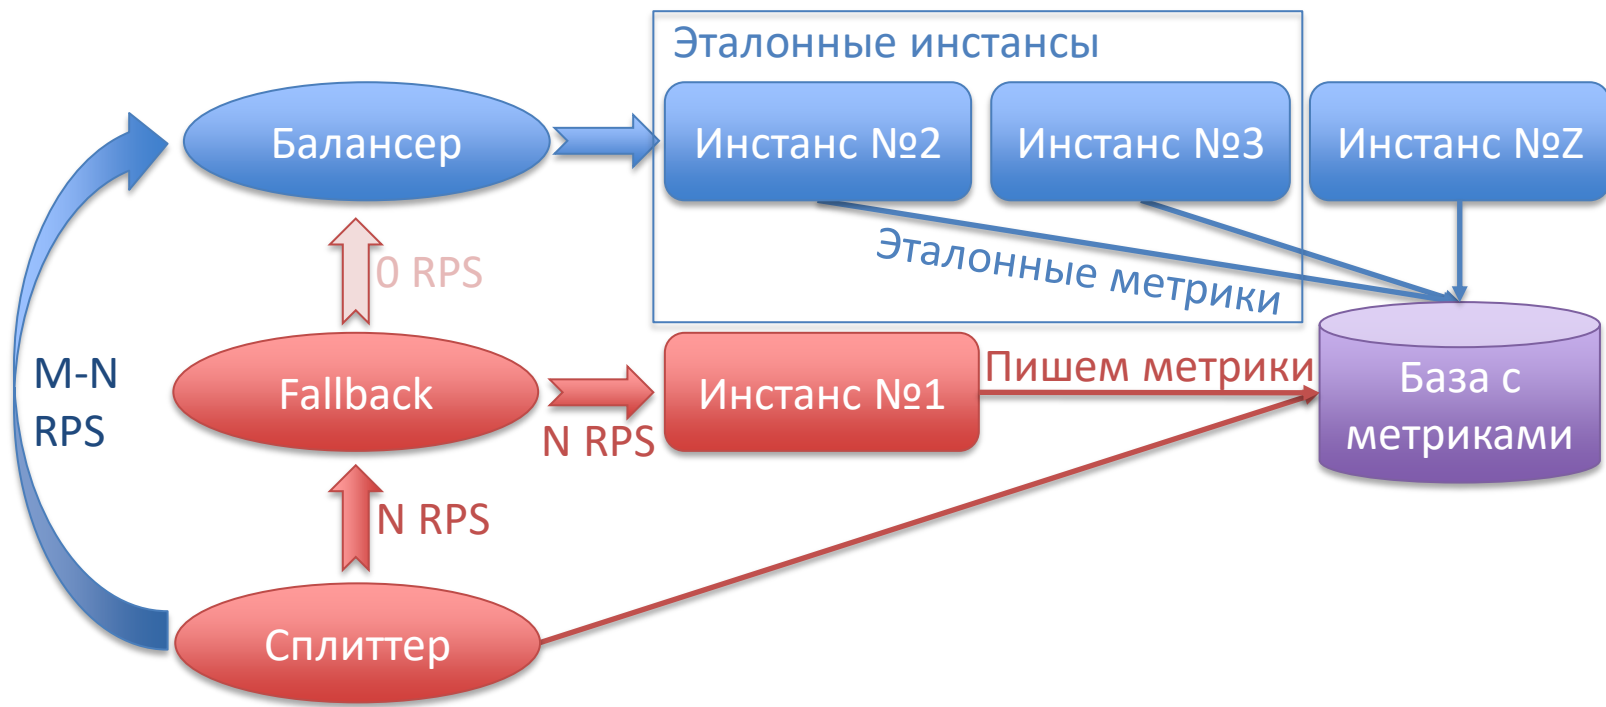 Эталонные инстансы
Балансер
Инстанс №2
Инстанс №3
Инстанс №Z
0 RPS
Эталонные метрики
M-N
RPS
Fallback
N RPS
Инстанс №1
Пишем метрики
База с
метриками
N RPS
Сплиттер